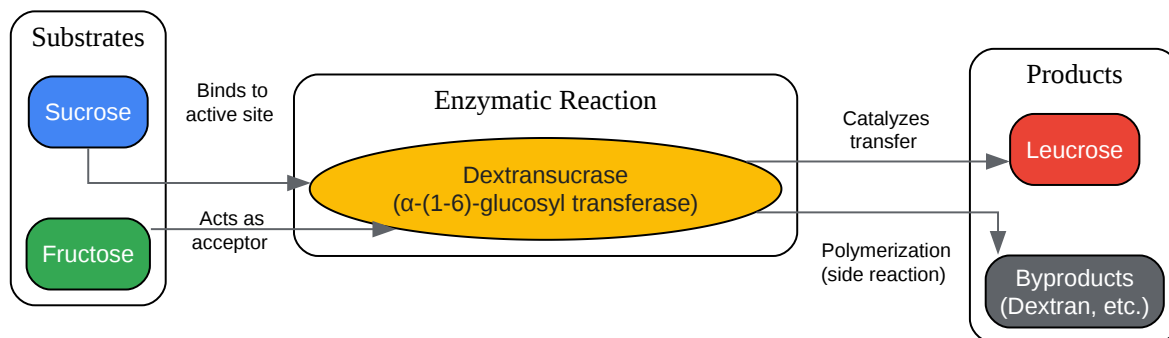 Substrates
Sucrose
Fructose
Binds to
active site
Acts as
acceptor
Enzymatic Reaction
Dextransucrase
(α-(1-6)-glucosyl transferase)
Catalyzes
transfer
Polymerization
(side reaction)
Products
Leucrose
Byproducts
(Dextran, etc.)